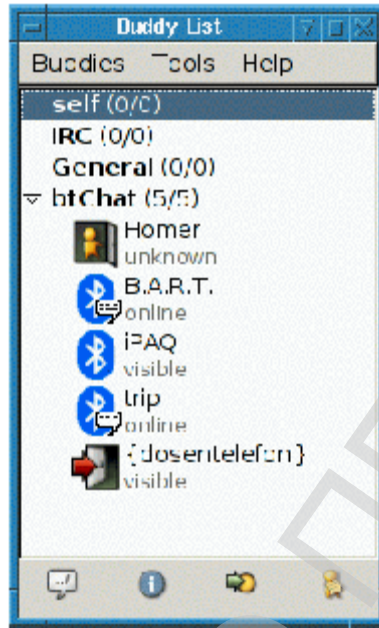 Buddy List
Buddies Tools Help
self (0/0)
IRC (0/0)
General (0/0)
btChat (5/5)
Homer
unknown
B.A.R.T.
online
iPAQ
visible
trip
online
{dosentelefon}
visible